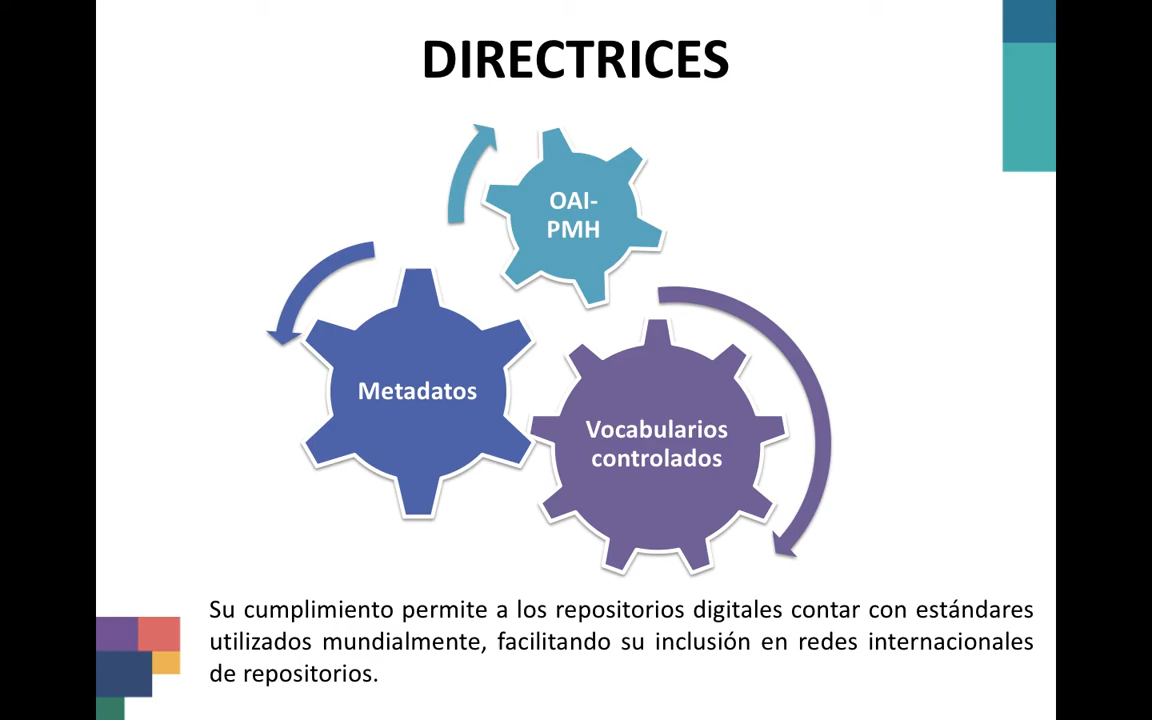 DIRECTRICES
OAI-
PMH
Metadatos
Vocabularios
controlados
Su cumplimiento permite a los repositorios digitales contar con estándares
utilizados mundialmente, facilitando su inclusión en redes internacionales
de repositorios.